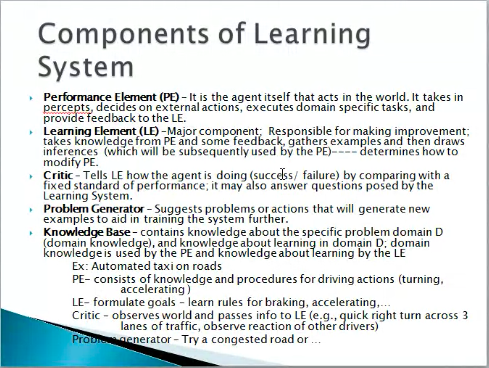 Components of Learning
System
Performance Element (PE) – It is the agent itself that acts in the world. It takes in
percepts, decides on external actions, executes domain specific tasks, and
provide feedback to the LE.
Learning Element (LE) –Major component; Responsible for making improvement;
takes knowledge from PE and some feedback, gathers examples and then draws
inferences (which will be subsequently used by the PE)---- determines how to
modify PE.
Critic – Tells LE how the agent is doing (success/ failure) by comparing with a
fixed standard of performance; it may also answer questions posed by the
Learning System.
Problem Generator – Suggests problems or actions that will generate new
examples to aid in training the system further.
Knowledge Base – contains knowledge about the specific problem domain D
(domain knowledge), and knowledge about learning in domain D; domain
knowledge is used by the PE and knowledge about learning by the LE
Ex: Automated taxi on roads
PE– consists of knowledge and procedures for driving actions (turning,
accelerating )
LE– formulate goals – learn rules for braking, accelerating,...
Critic – observes world and passes info to LE (e.g., quick right turn across 3
lanes of traffic, observe reaction of other drivers)
Problem generator – Try a congested road or ...